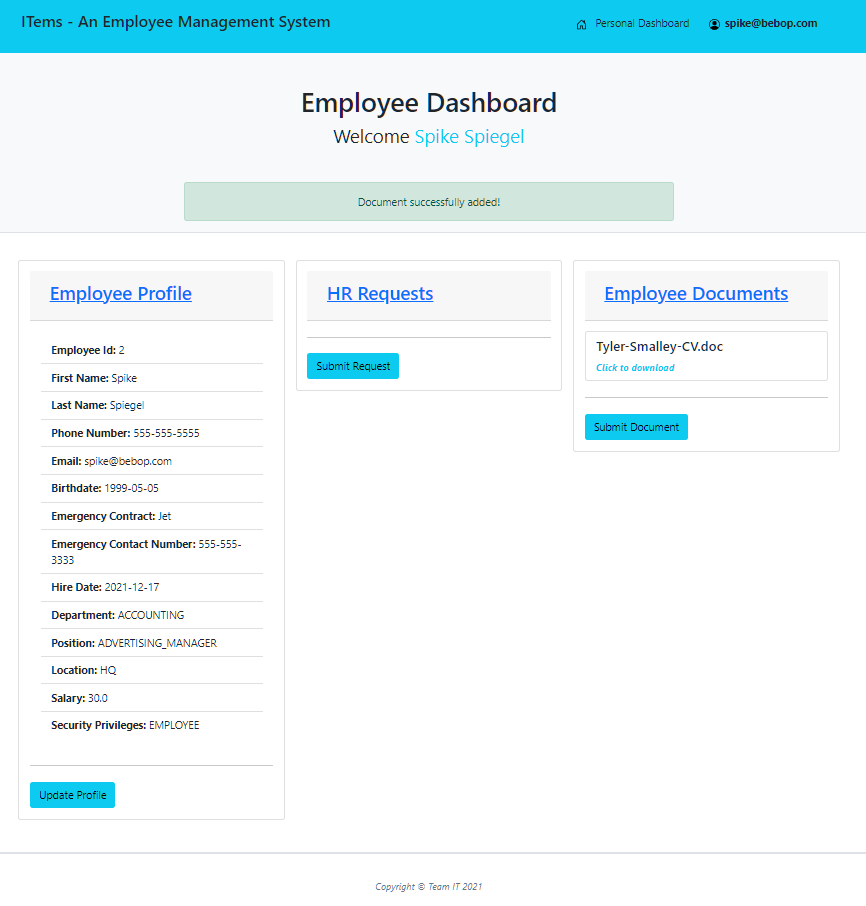 ITems - An Employee Management System
Personal Dashboard
spike@bebop.com
Employee Dashboard
Welcome Spike Spiegel
Document successfully added!
Employee Profile
Employee Id: 2
First Name: Spike
Last Name: Spiegel
Phone Number: 555-555-5555
Email: spike@bebop.com
Birthdate: 1999-05-05
Emergency Contract: Jet
Emergency Contact Number: 555-555-
3333
Hire Date: 2021-12-17
Department: ACCOUNTING
Position: ADVERTISING_MANAGER
Location: HQ
Salary: 30.0
Security Privileges: EMPLOYEE
Update Profile
HR Requests
Submit Request
Employee Documents
Tyler-Smalley-CV.doc
Click to download
Submit Document
Copyright © Team IT 2021